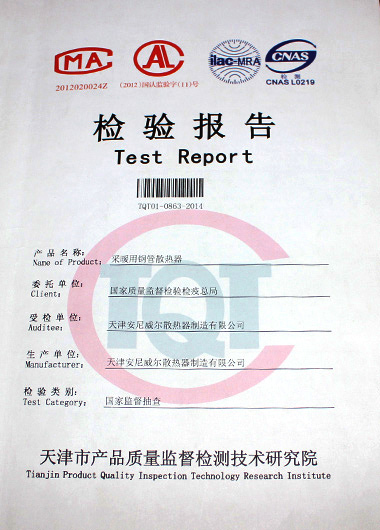 CMA
AL
ilac-MRA
CNAS
检 测
CNAS L0219
2012020024Z
(2012)国认监验字(11)号
检验报告
Test Report
TQT01-0863-2014
TQT
产品名称:
Name of Product:
采暖用钢管散热器
委托单位:
Client:
国家质量监督检验检疫总局
受检单位:
Auditee:
天津安尼威尔散热器制造有限公司
生产单位:
Manufacturer:
天津安尼威尔散热器制造有限公司
检验类别:
Test Category:
国家监督抽查
天津市产品质量监督检测技术研究院
Tianjin Product Quality Inspection Technology Research Institute